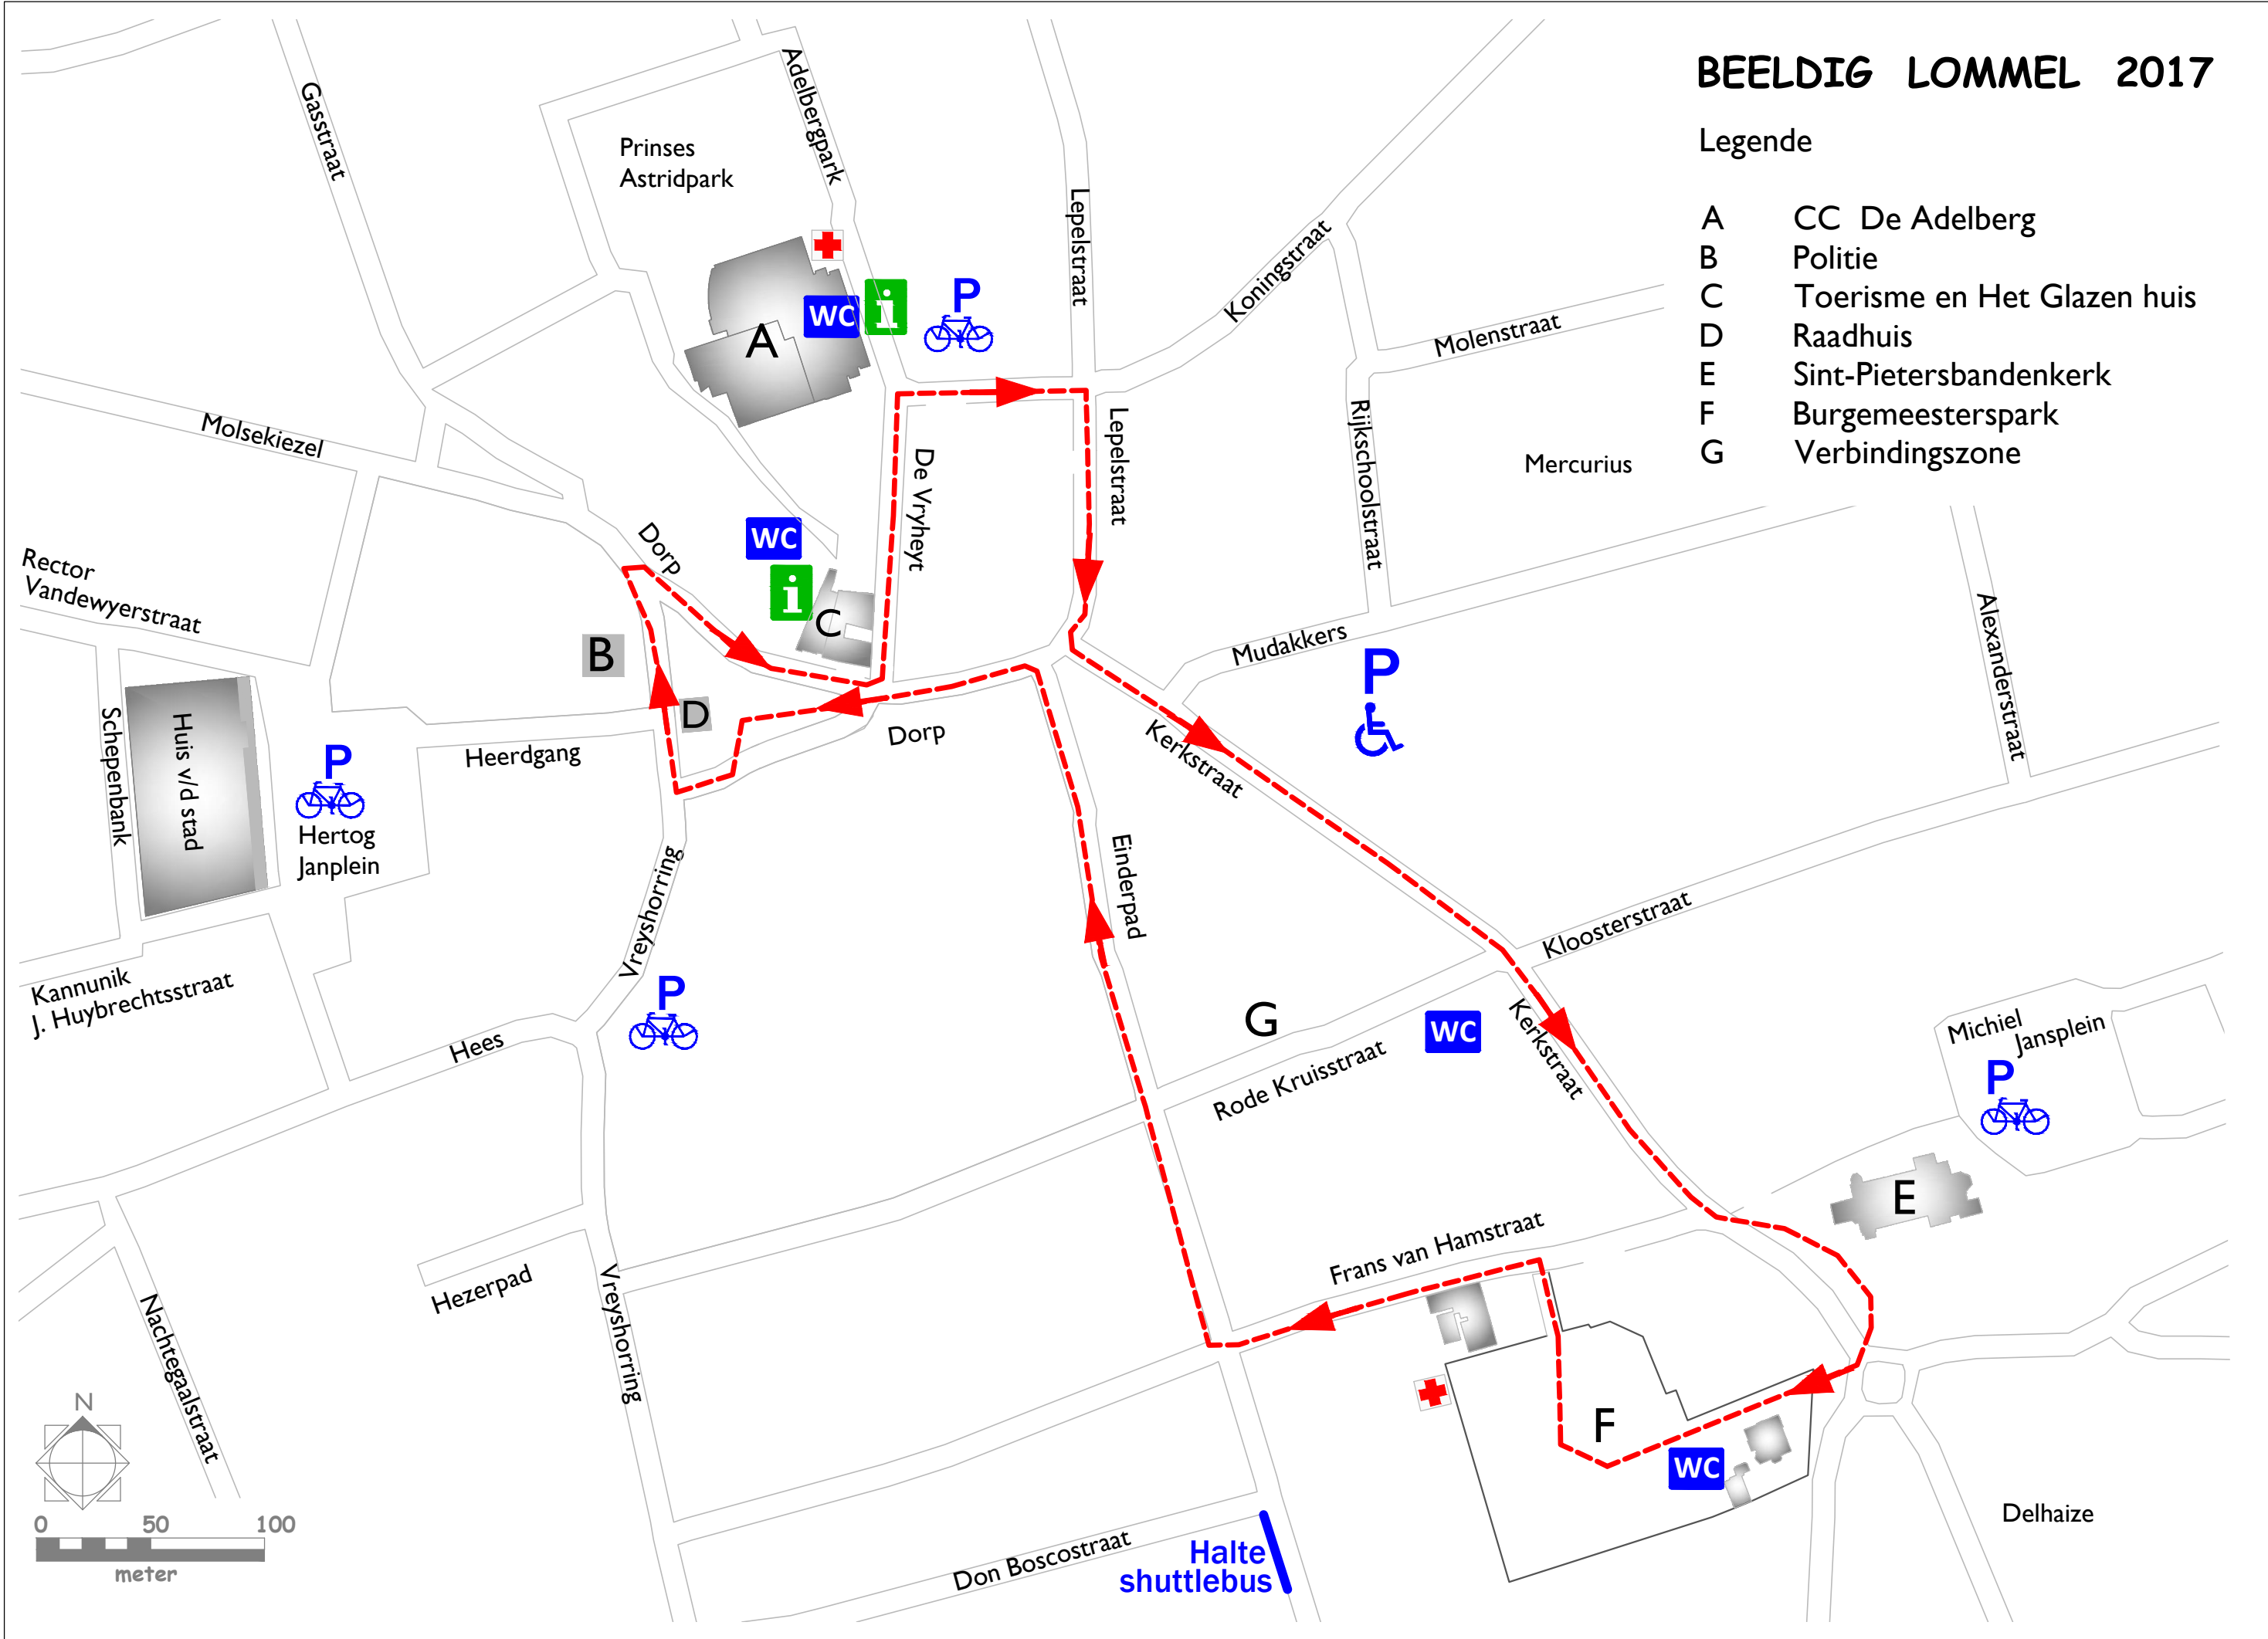 BEELDIG LOMMEL 2017
Legende
A CC De Adelberg
B Politie
C Toerisme en Het Glazen huis
D Raadhuis
E Sint-Pietersbandenkerk
F Burgemeesterspark
G Verbindingszone
Gasstraat
Adelbergpark
Prinses
Astridpark
Lepelstraat
Koningstraat
WC
i
P
A
Molenstraat
Molsekiezel
De Vryheyt
Lepelstraat
Rijkschoolstraat
Mercurius
Dorp
WC
i
C
Rector
Vandewyerstraat
B
Mudakkers
P
Alexanderstraat
D
Schepenbank
Huis v/d stad
Heerdgang
Dorp
Kerkstraat
P
Hertog
Janplein
Vreyshorring
Einderpad
Kloosterstraat
Kannunik
J. Huybrechtsstraat
P
Hees
G
WC
Rode Kruisstraat
Kerkstraat
Michiel
Jansplein
P
E
Frans van Hamstraat
Hezerpad
Vreyshorring
Nachtegaalstraat
F
WC
N
0 50 100
meter
Don Boscostraat
Halte
shuttlebus
Delhaize